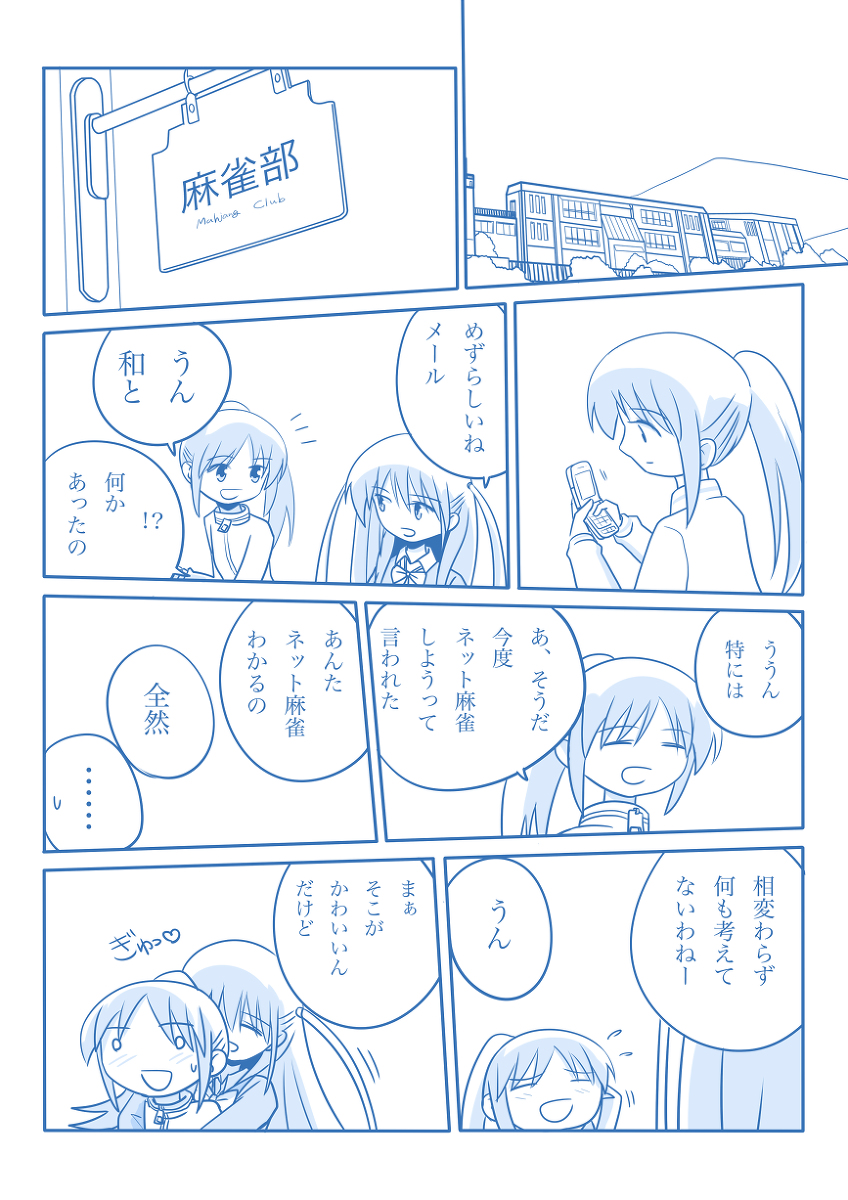 麻雀部
Mahjang Club
めずらしいね
メール
うん
和と
!?
何か
あったの
ううん
特には
あ、そうだ
今度
ネット麻雀
しようって
言われた
あんた
ネット麻雀
わかるの
全然
・・・・・・
相変わらず
何も考えて
ないわねー
うん
まぁ
そこが
かわいいん
だけど
ぎゅっ♡